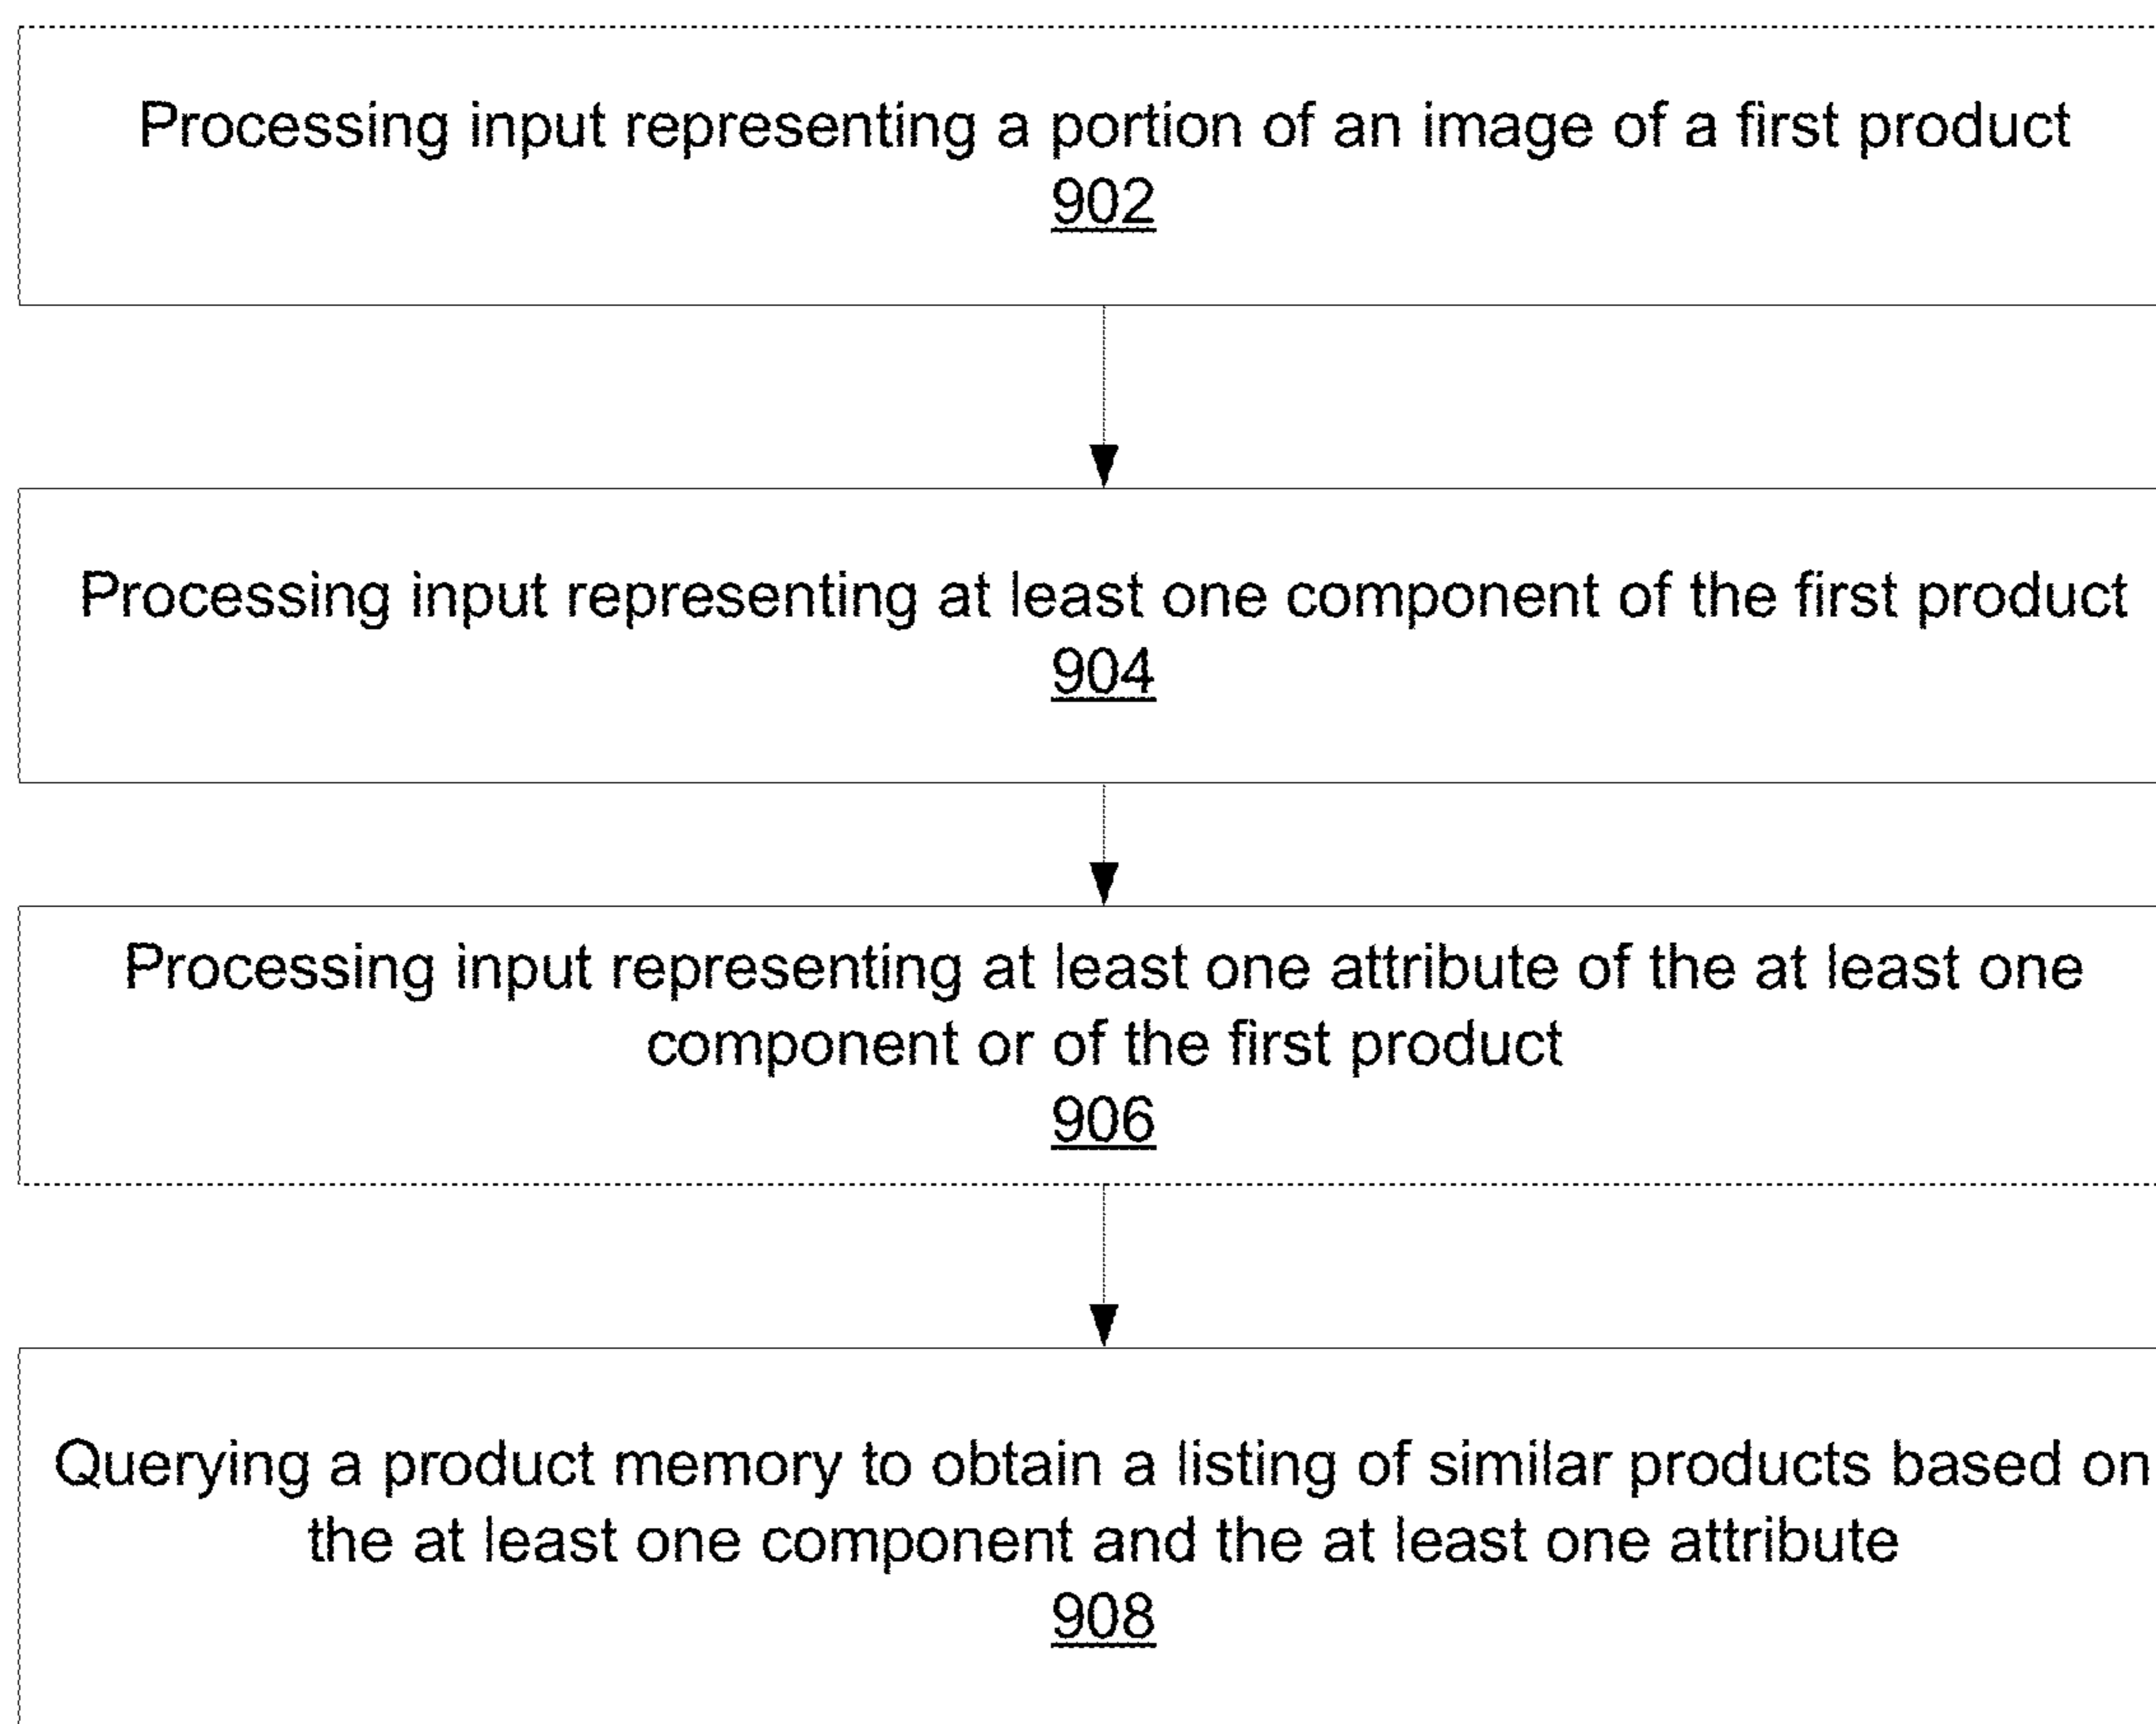 Processing input representing a portion of an image of a first product
902
Processing input representing at least one component of the first product
904
Processing input representing at least one attribute of the at least one
component or of the first product
906
Querying a product memory to obtain a listing of similar products based on
the at least one component and the at least one attribute
908